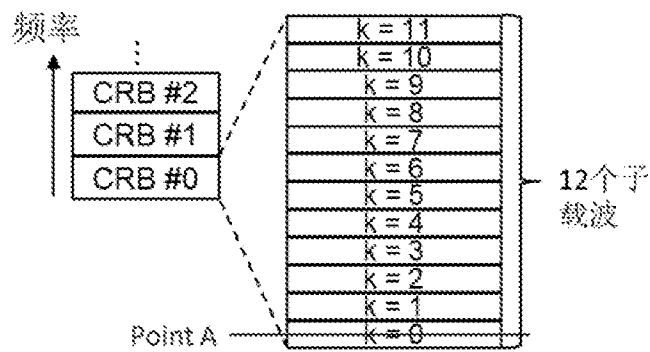 频率
⋮
CRB #2
CRB #1
CRB #0
k = 11
k = 10
k = 9
k = 8
k = 7
k = 6
k = 5
k = 4
k = 3
k = 2
k = 1
k = 0
12个子
载波
Point A